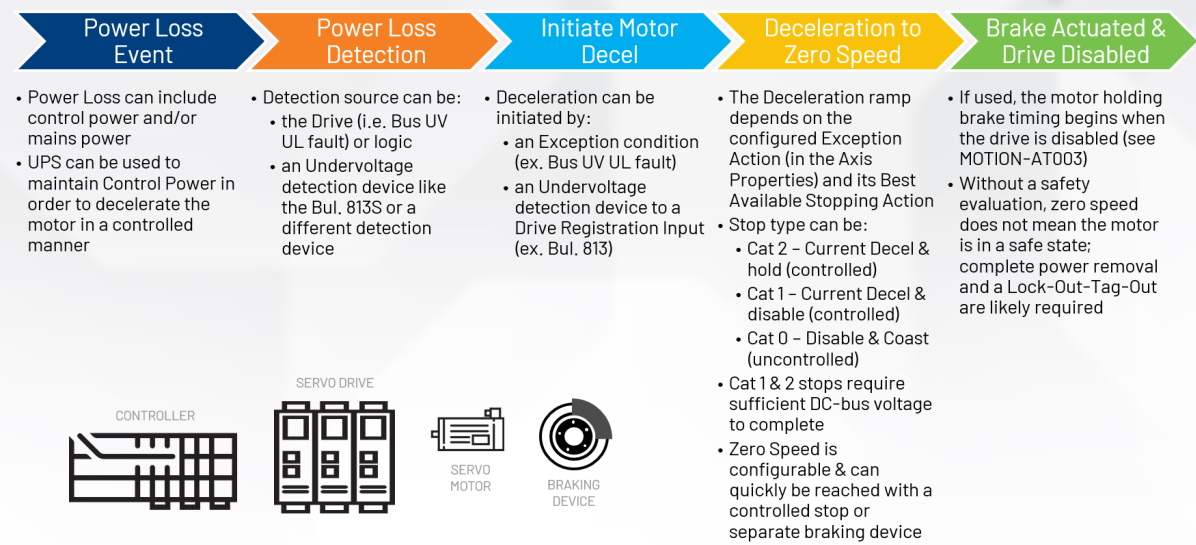 Power Loss
Event
Power Loss
Detection
Initiate Motor
Decel
Deceleration to
Zero Speed
Brake Actuated &
Drive Disabled
• Power Loss can include
control power and/or
mains power
• UPS can be used to
maintain Control Power in
order to decelerate the
motor in a controlled
manner
• Detection source can be:
• the Drive (i.e. Bus UV
UL fault) or logic
• an Undervoltage
detection device like
the Bul. 813S or a
different detection
device
• Deceleration can be
initiated by:
• an Exception condition
(ex. Bus UV UL fault)
• an Undervoltage
detection device to a
Drive Registration Input
(ex. Bul. 813)
• The Deceleration ramp
depends on the
configured Exception
Action (in the Axis
Properties) and its Best
Available Stopping Action
• Stop type can be:
• Cat 2 – Current Decel &
hold (controlled)
• Cat 1 – Current Decel &
disable (controlled)
• Cat 0 – Disable & Coast
(uncontrolled)
• Cat 1 & 2 stops require
sufficient DC-bus voltage
to complete
• Zero Speed is
configurable & can
quickly be reached with a
controlled stop or
separate braking device
• If used, the motor holding
brake timing begins when
the drive is disabled (see
MOTION-AT003)
• Without a safety
evaluation, zero speed
does not mean the motor
is in a safe state;
complete power removal
and a Lock-Out-Tag-Out
are likely required
CONTROLLER
SERVO DRIVE
SERVO
MOTOR
BRAKING
DEVICE